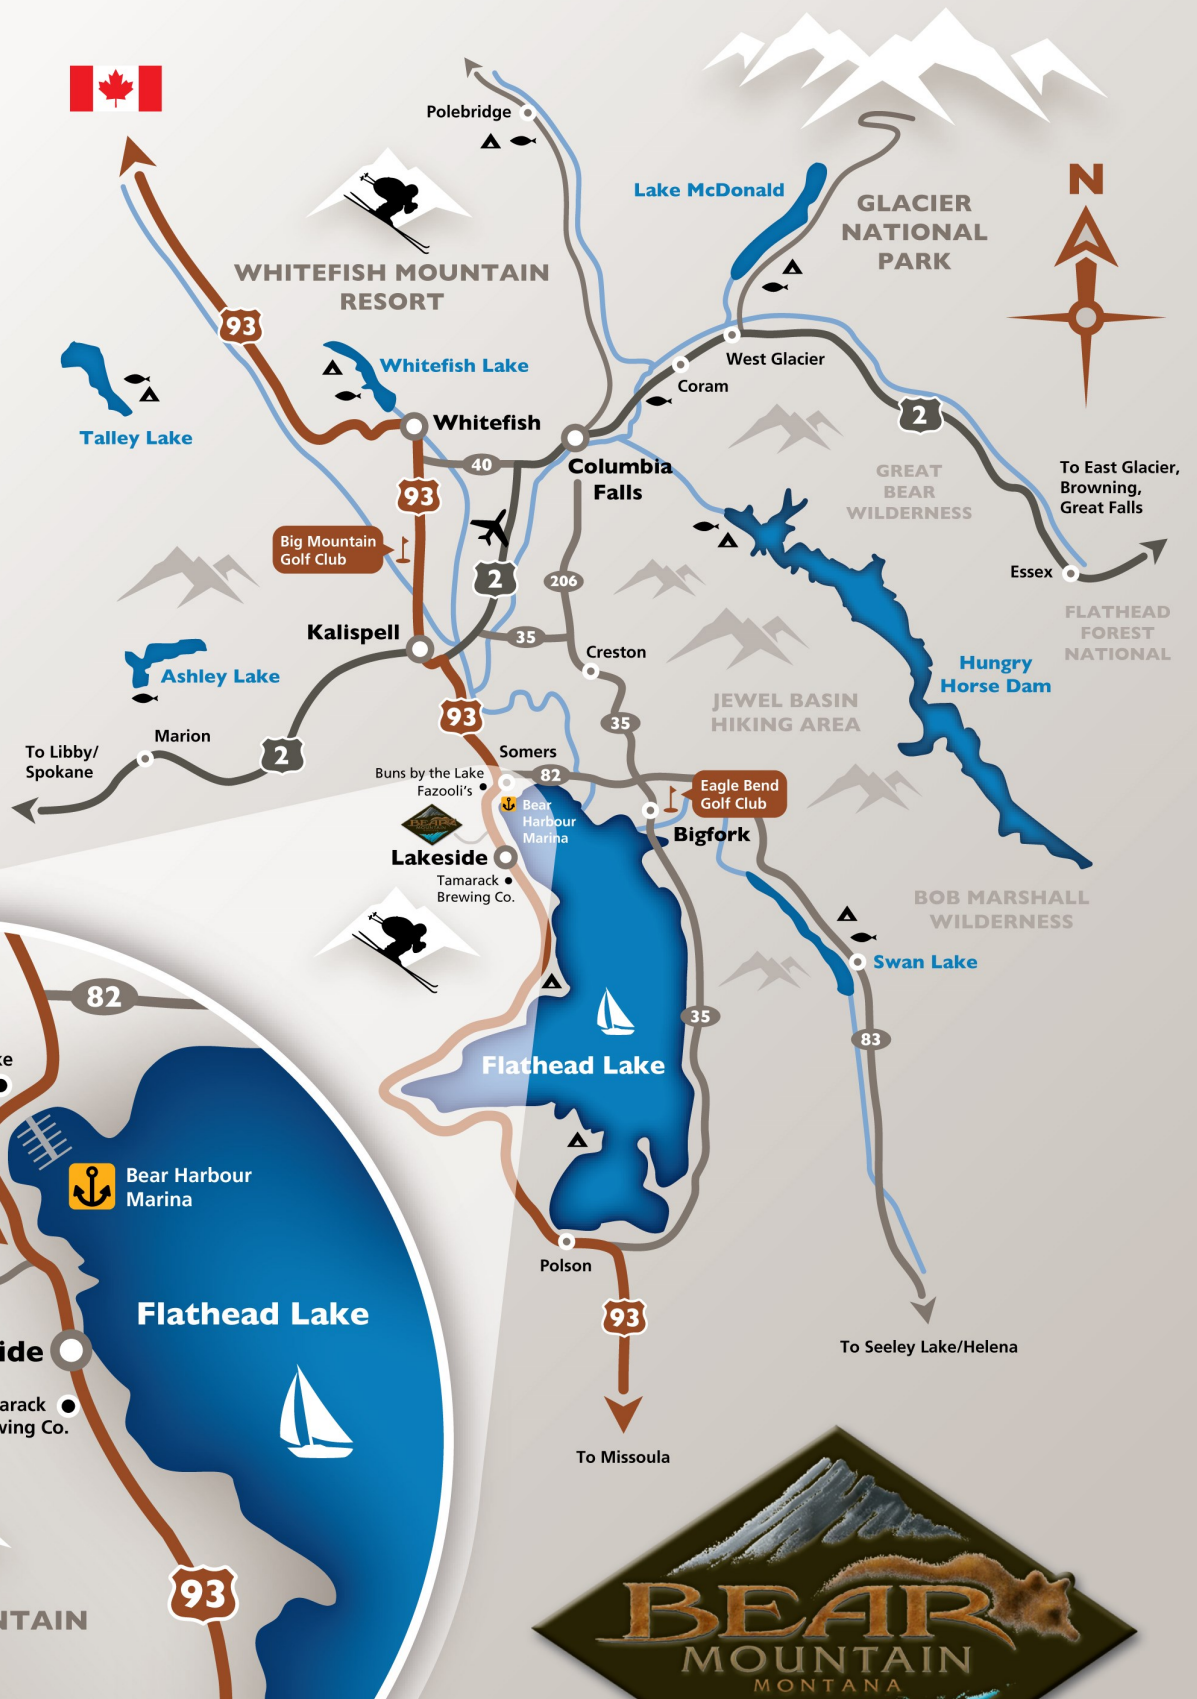 Polebridge
Lake McDonald
N
GLACIER
NATIONAL
PARK
WHITEFISH MOUNTAIN
RESORT
93
Whitefish Lake
West Glacier
Coram
2
Talley Lake
Whitefish
40
Columbia
Falls
GREAT
BEAR
WILDERNESS
To East Glacier,
Browning,
Great Falls
93
Big Mountain
Golf Club
2
206
Essex
FLATHEAD
FOREST
NATIONAL
Kalispell
35
Creston
Hungry
Horse Dam
Ashley Lake
JEWEL BASIN
HIKING AREA
93
35
Marion
To Libby/
Spokane
2
Somers
82
Buns by the Lake
Fazooli's
Eagle Bend
Golf Club
Bear
Harbour
Marina
BEAR
Bigfork
Lakeside
Tamarack
Brewing Co.
BOB MARSHALL
WILDERNESS
Swan Lake
35
83
Flathead Lake
82
ke
Bear Harbour
Marina
Polson
93
Flathead Lake
To Seeley Lake/Helena
ide
arack
wing Co.
To Missoula
93
NTAIN
BEAR
MOUNTAIN
MONTANA